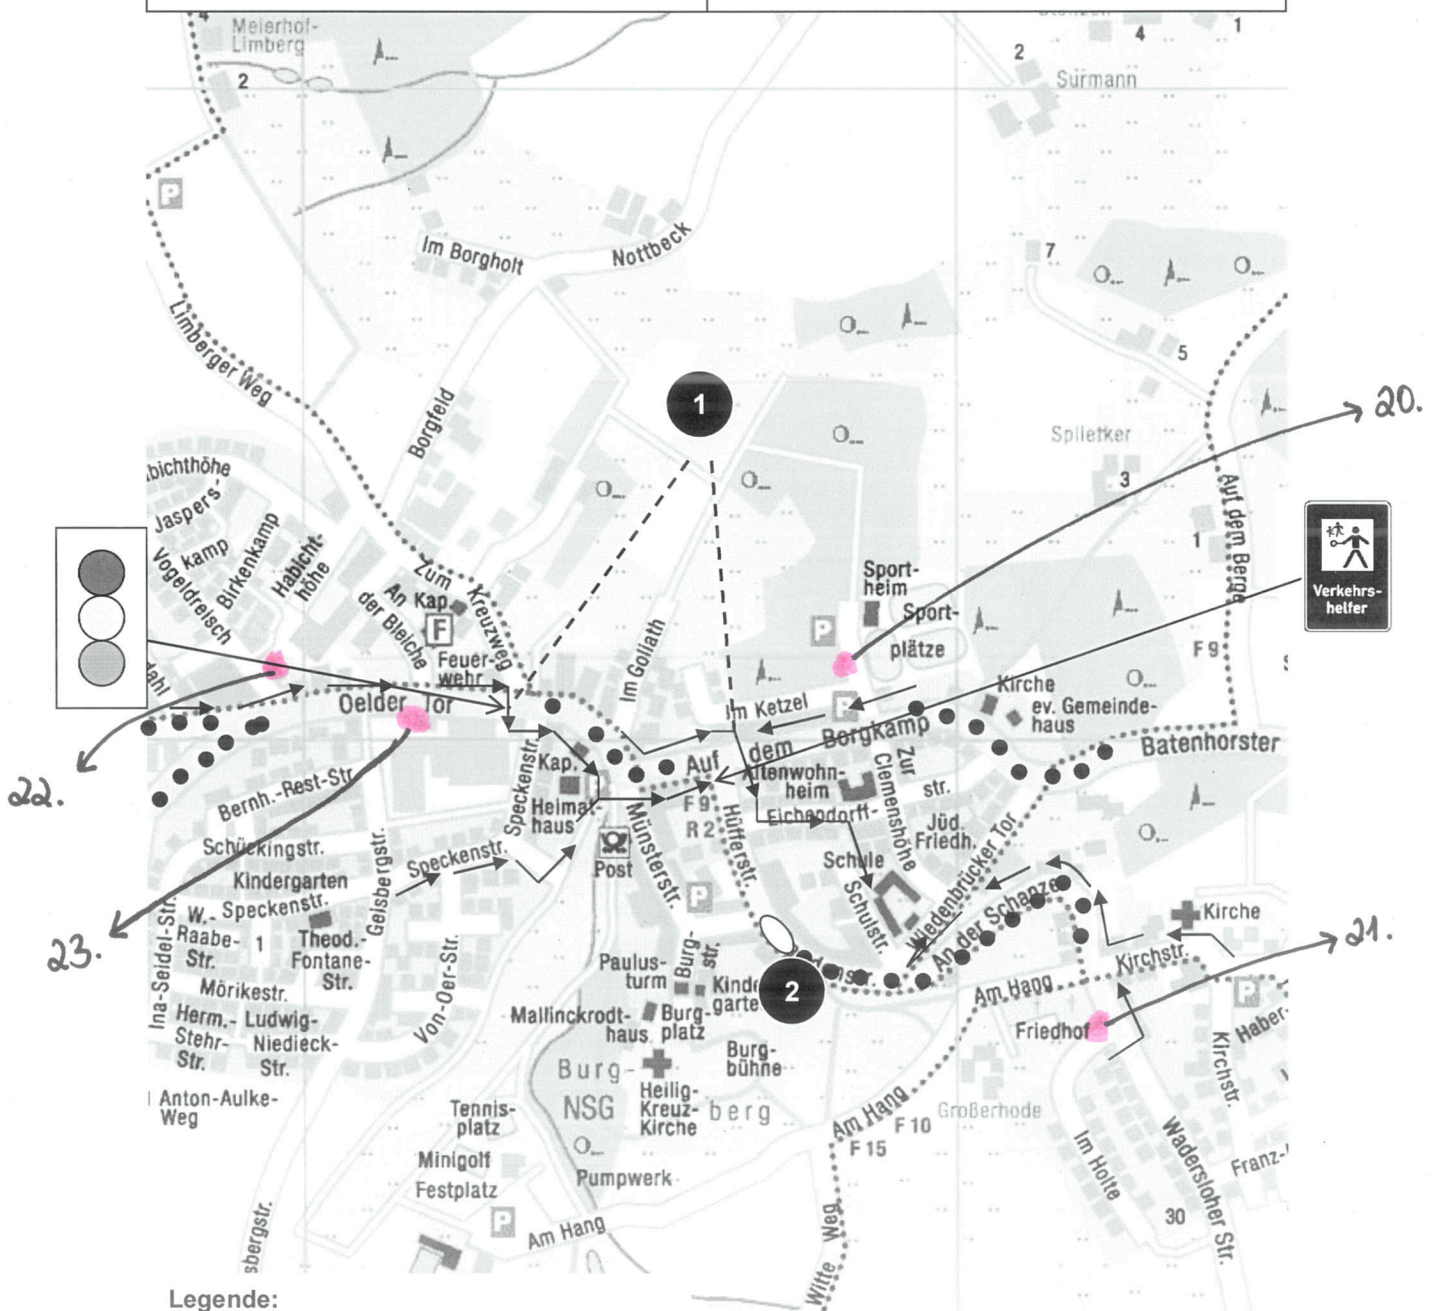 4
Meierhof-
Limberg
2
4
1
2
Sürmann
P
Im Borgholt
Nottbeck
7
5
Limberger Weg
Borgfeld
1
20.
Splietker
3
Auf dem Berge
1
bichthöhe
Jaspers-
kamp
Vogeldreisch
Birkenkamp
Habicht-
höhe
Zum
Kreuzweg
An
der Bleiche
Kap.
F
Feuer-
wehr
Im Goliath
Sport-
heim
Sport-
plätze
P
Verkehrs-
helfer
F 9
Oelder Tor
Im Ketzel
P
Kirche
ev. Gemeinde-
haus
Auf dem Borgkamp
Batenhorster
22.
Bernh.-Rest-Str.
Speckenstr.
Kap.
Heimat-
haus
Altenwohn-
heim
Zur
Clemenshöhe
str.
F 9
R 2
Hüfferstr.
Eichendorff-
Jüd.
Friedh.
Schückingstr.
Speckenstr.
Post
Münsterstr.
Schule
Schulstr.
Wiedenbrücker Tor
Kindergarten
Speckenstr.
Geisbergstr.
P
An der Schanze
Kirche
23.
Ina-Seidel-Str.
W.-
Raabe-
Str.
1
Theod.-
Fontane-
Str.
Von-Oer-Str.
Mörikestr.
Herm.-
Stehr-
Str.
Ludwig-
Niedieck-
Str.
Paulus-
turm
Burg-
str.
2
Mallinckrodt-
haus
Burg-
platz
Am Hang
Kirchstr.
21.
P
Friedhof
Haber-
Kirchstr.
Burg-
bühne
Burg-
berg
NSG
Heilig-
Kreuz-
Kirche
Anton-Aulke-
Weg
Tennis-
platz
Minigolf
Festplatz
P
Pumpwerk
Am Hang
Am Hang
F 10
F 15
Großerhode
Im Holte
Wadersloher Str.
Franz-
30
sbergstr.
Witte Weg
Legende: